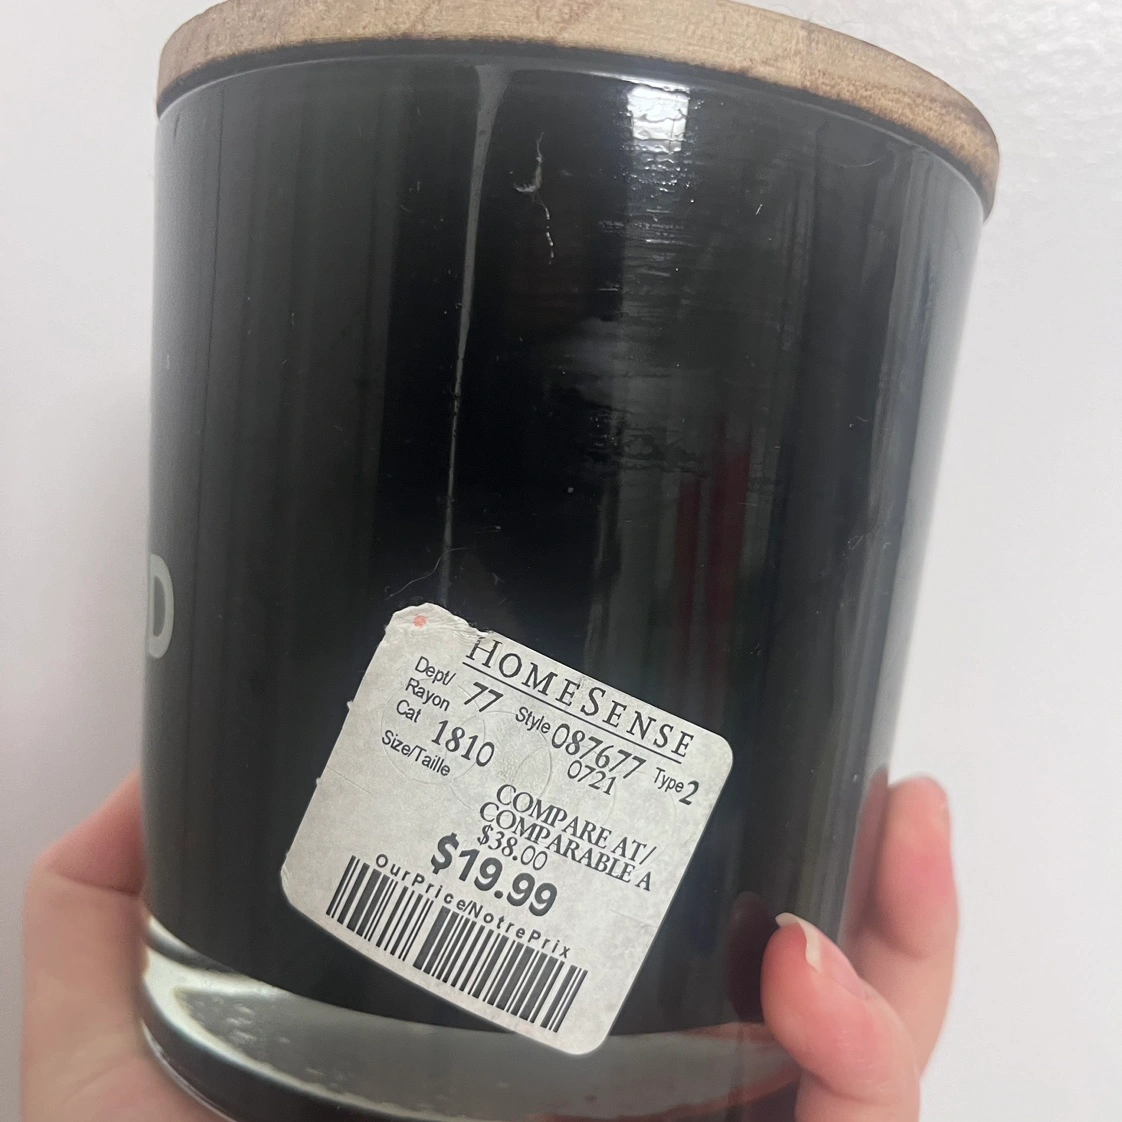 D
HOMESENSE
Dept/ Rayon 77 Style 087677 Type 2
Cat 1810 0721
Size/Taille
COMPARE AT/
COMPARABLE A
$38.00
$19.99
OurPrice/NotrePrix